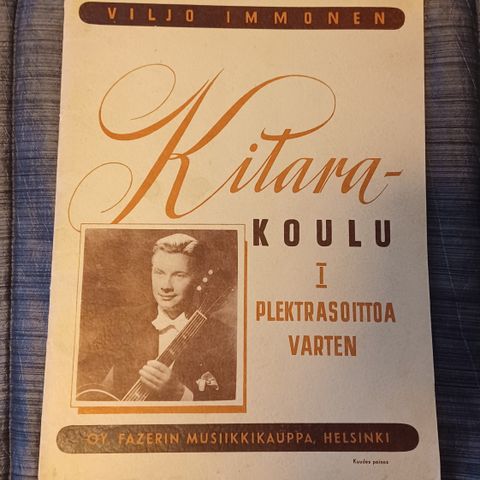 VILJO IMMONEN
Kitara-
KOULU
I
PLEKTRASOITTOA
VARTEN
OY. FAZERIN MUSIIKKIKAUPPA, HELSINKI
Kuudes painos